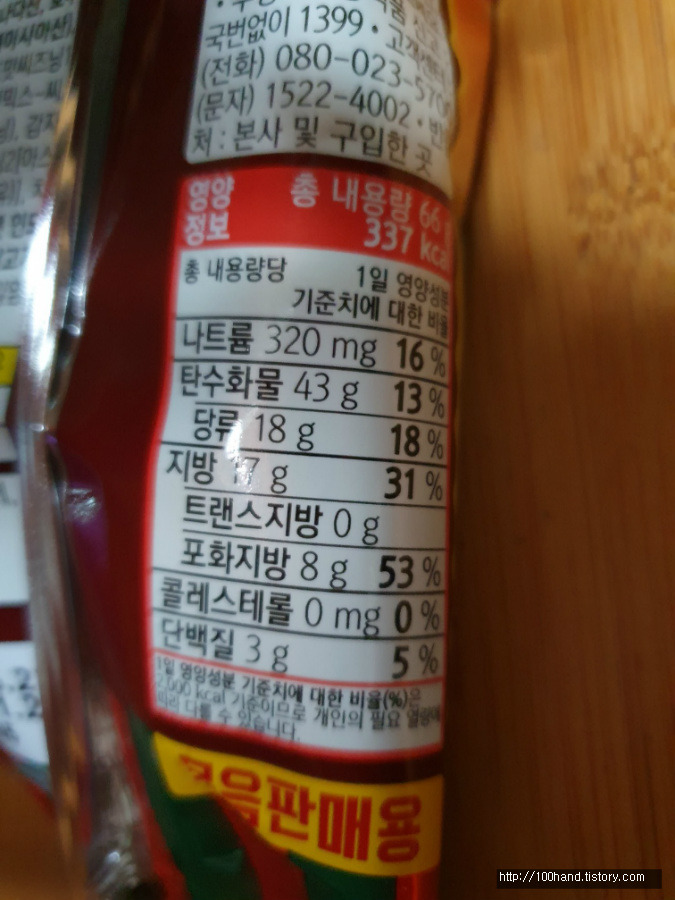 국번없이 1399 • 고객센터
(전화) 080-023-570
(문자) 1522-4002 •
처 : 본사 및 구입한 곳
영양정보
총 내용량 66
337 kcal
총 내용량당
1일 영양성분
기준치에 대한 비율
나트륨 320 mg 16 %
탄수화물 43 g 13 %
당류 18 g 18 %
지방 17 g 31 %
트랜스지방 0 g
포화지방 8 g 53 %
콜레스테롤 0 mg 0 %
단백질 3 g 5 %
1일 영양성분 기준치에 대한 비율(%)은
2,000 kcal 기준이므로 개인의 필요 열량에
따라 다를 수 있습니다.
음판매용
http://100hand.tistory.com